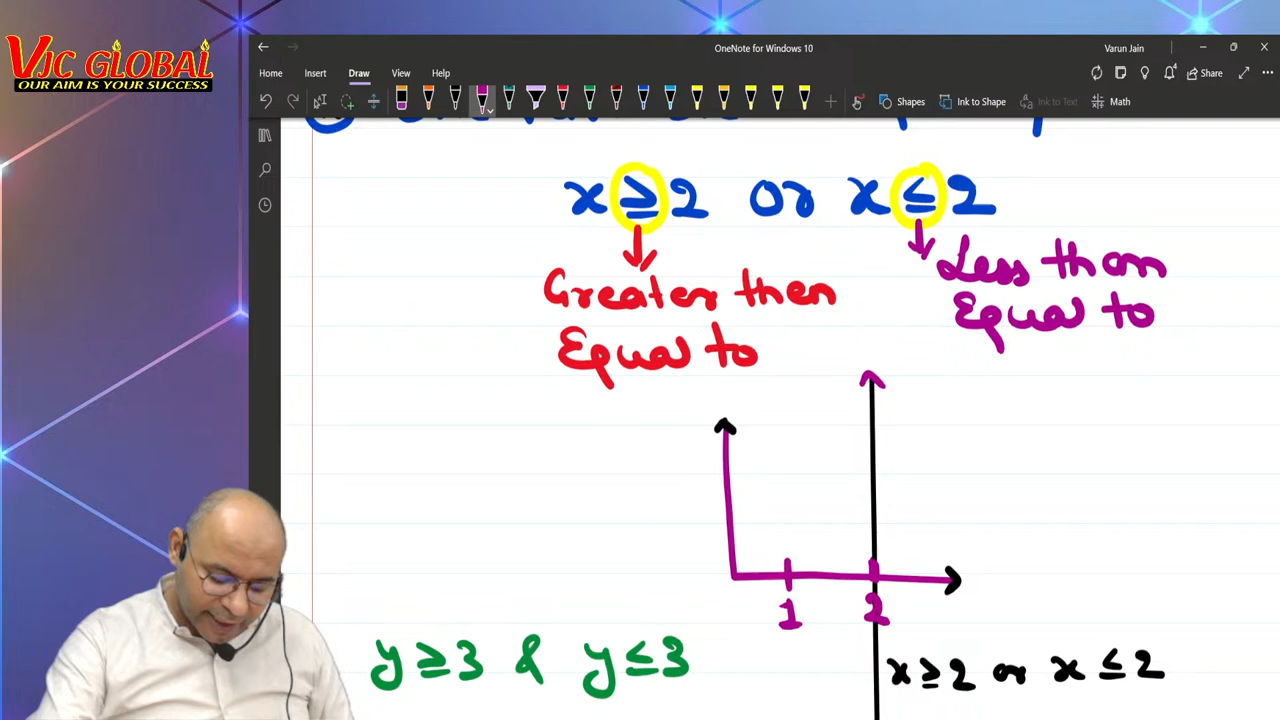 VJC GLOBAL
OUR AIM IS YOUR SUCCESS
OneNote for Windows 10
Varun Jain
Home Insert Draw View Help
Share
Shapes Ink to Shape Ink to Text Math
x ≥ 2 or x ≤ 2
Greater then
Equal to
Less than
Equal to
1 2
y ≥ 3 & y ≤ 3
x ≥ 2 or x ≤ 2